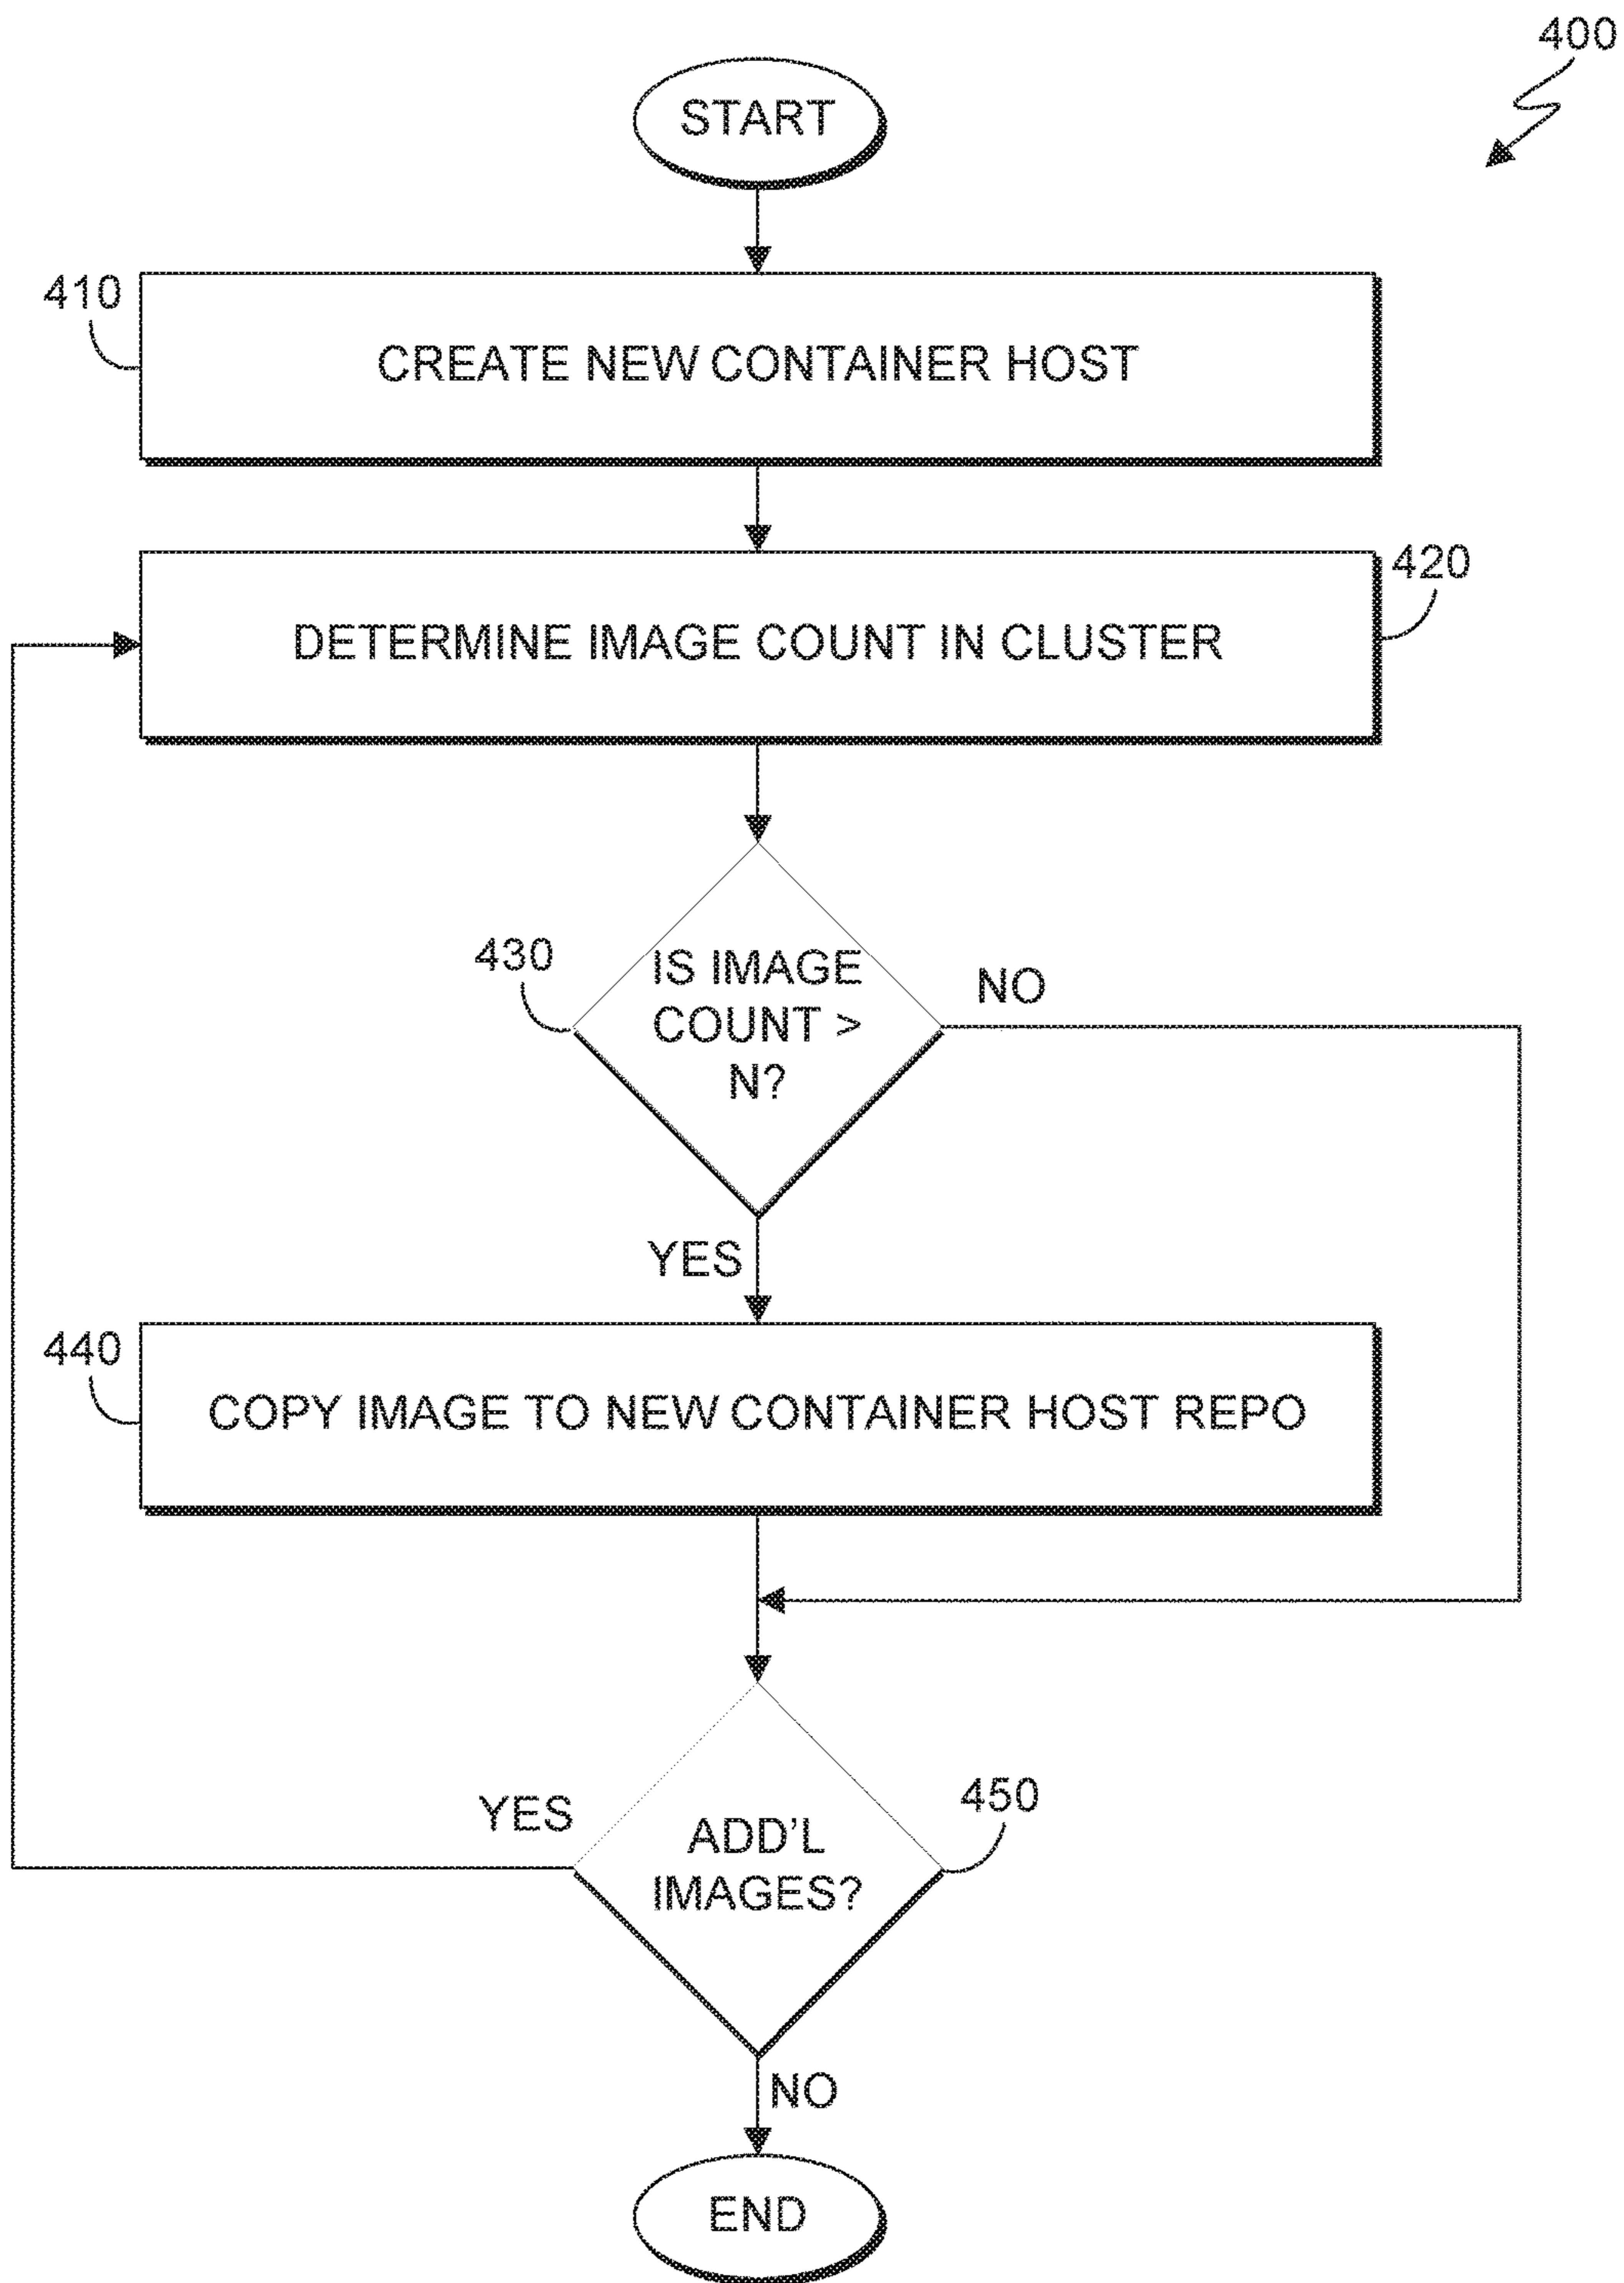 400
START
410
CREATE NEW CONTAINER HOST
420
DETERMINE IMAGE COUNT IN CLUSTER
430
IS IMAGE
COUNT >
N?
NO
YES
440
COPY IMAGE TO NEW CONTAINER HOST REPO
YES
450
ADD'L
IMAGES?
NO
END